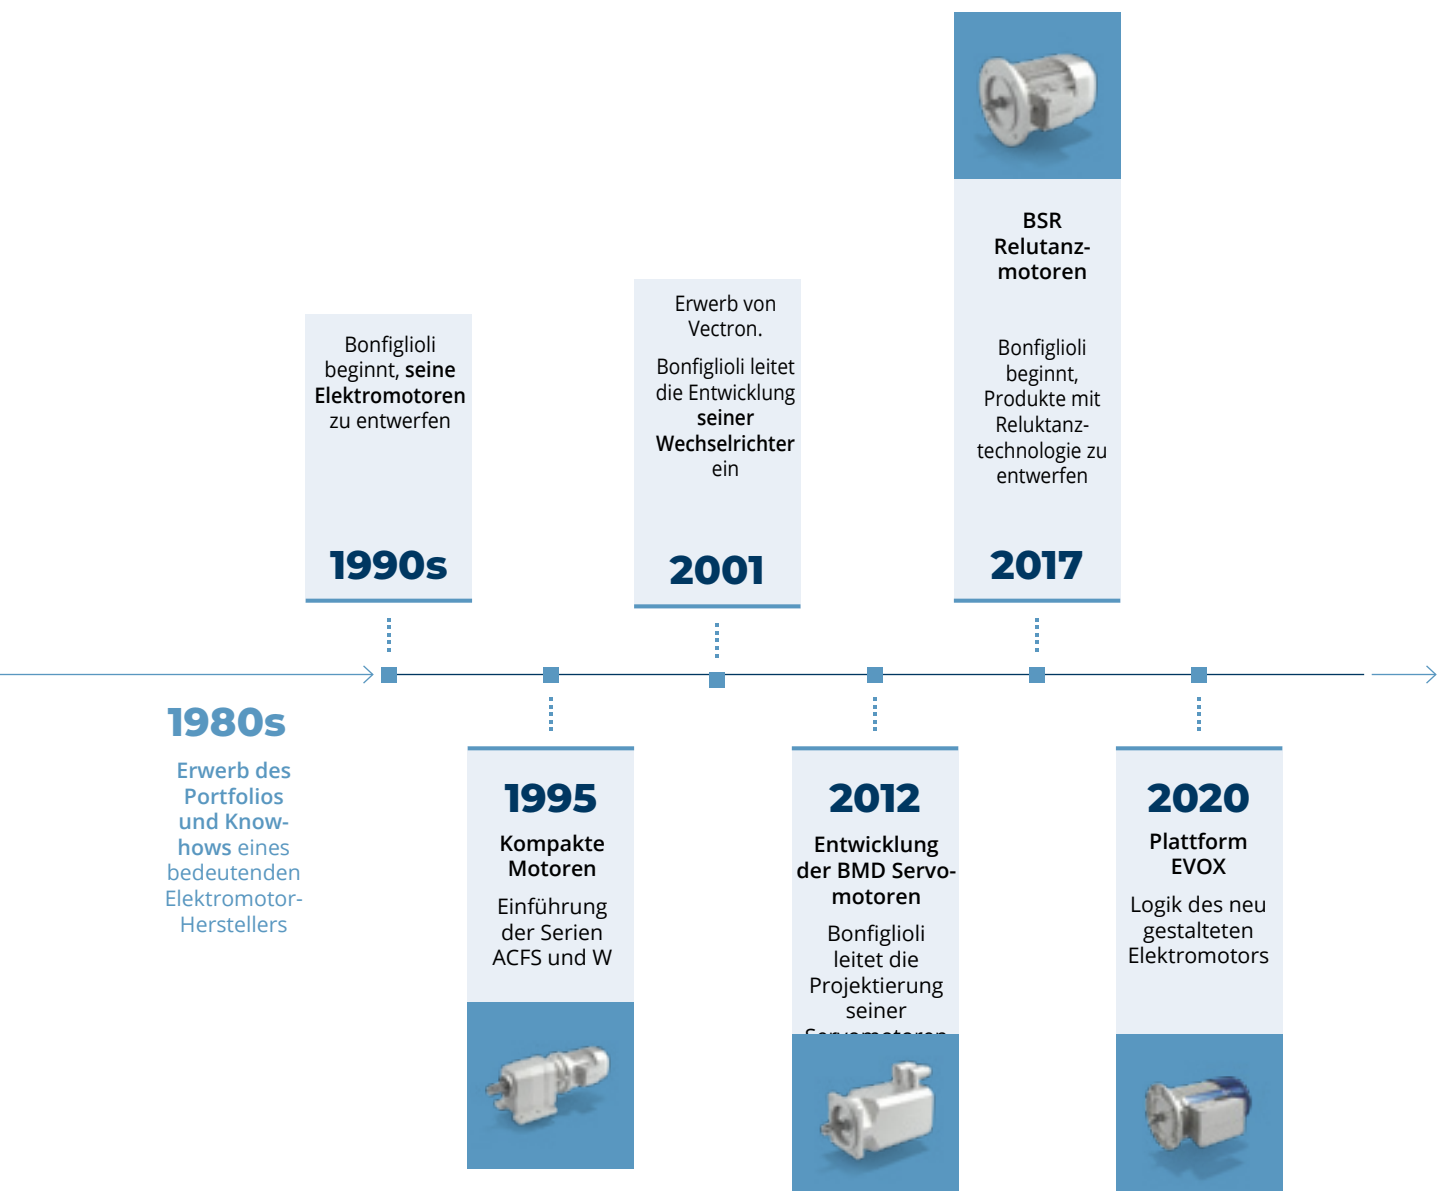 1980s
Erwerb des
Portfolios
und Know-
hows eines
bedeutenden
Elektromotor-
Herstellers
Bonfiglioli
beginnt, seine
Elektromotoren
zu entwerfen
1990s
1995
Kompakte
Motoren
Einführung
der Serien
ACFS und W
Erwerb von
Vectron.
Bonfiglioli leitet
die Entwicklung
seiner
Wechselrichter
ein
2001
2012
Entwicklung
der BMD Servo-
motoren
Bonfiglioli
leitet die
Projektierung
seiner
Servomotoren
BSR
Relutanz-
motoren
Bonfiglioli
beginnt,
Produkte mit
Reluktanz-
technologie zu
entwerfen
2017
2020
Plattform
EVOX
Logik des neu
gestalteten
Elektromotors